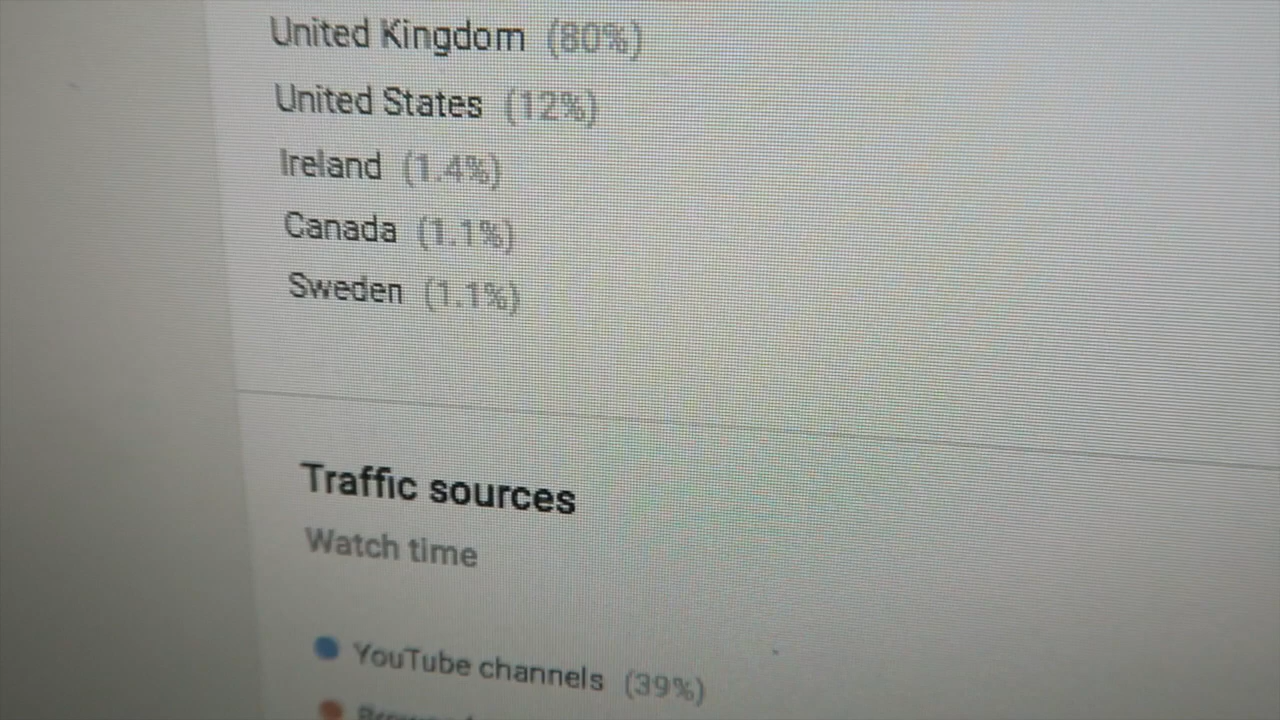 United Kingdom (80%)
United States (12%)
Ireland (1.4%)
Canada (1.1%)
Sweden (1.1%)
Traffic sources
Watch time
YouTube channels (39%)